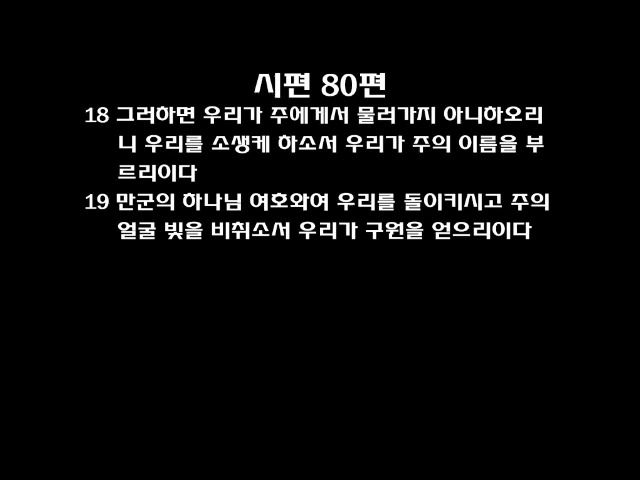 시편 80편
18 그러하면 우리가 주에게서 물러가지 아니하오리
니 우리를 소생케 하소서 우리가 주의 이름을 부
르리이다
19 만군의 하나님 여호와여 우리를 돌이키시고 주의
얼굴 빛을 비취소서 우리가 구원을 얻으리이다